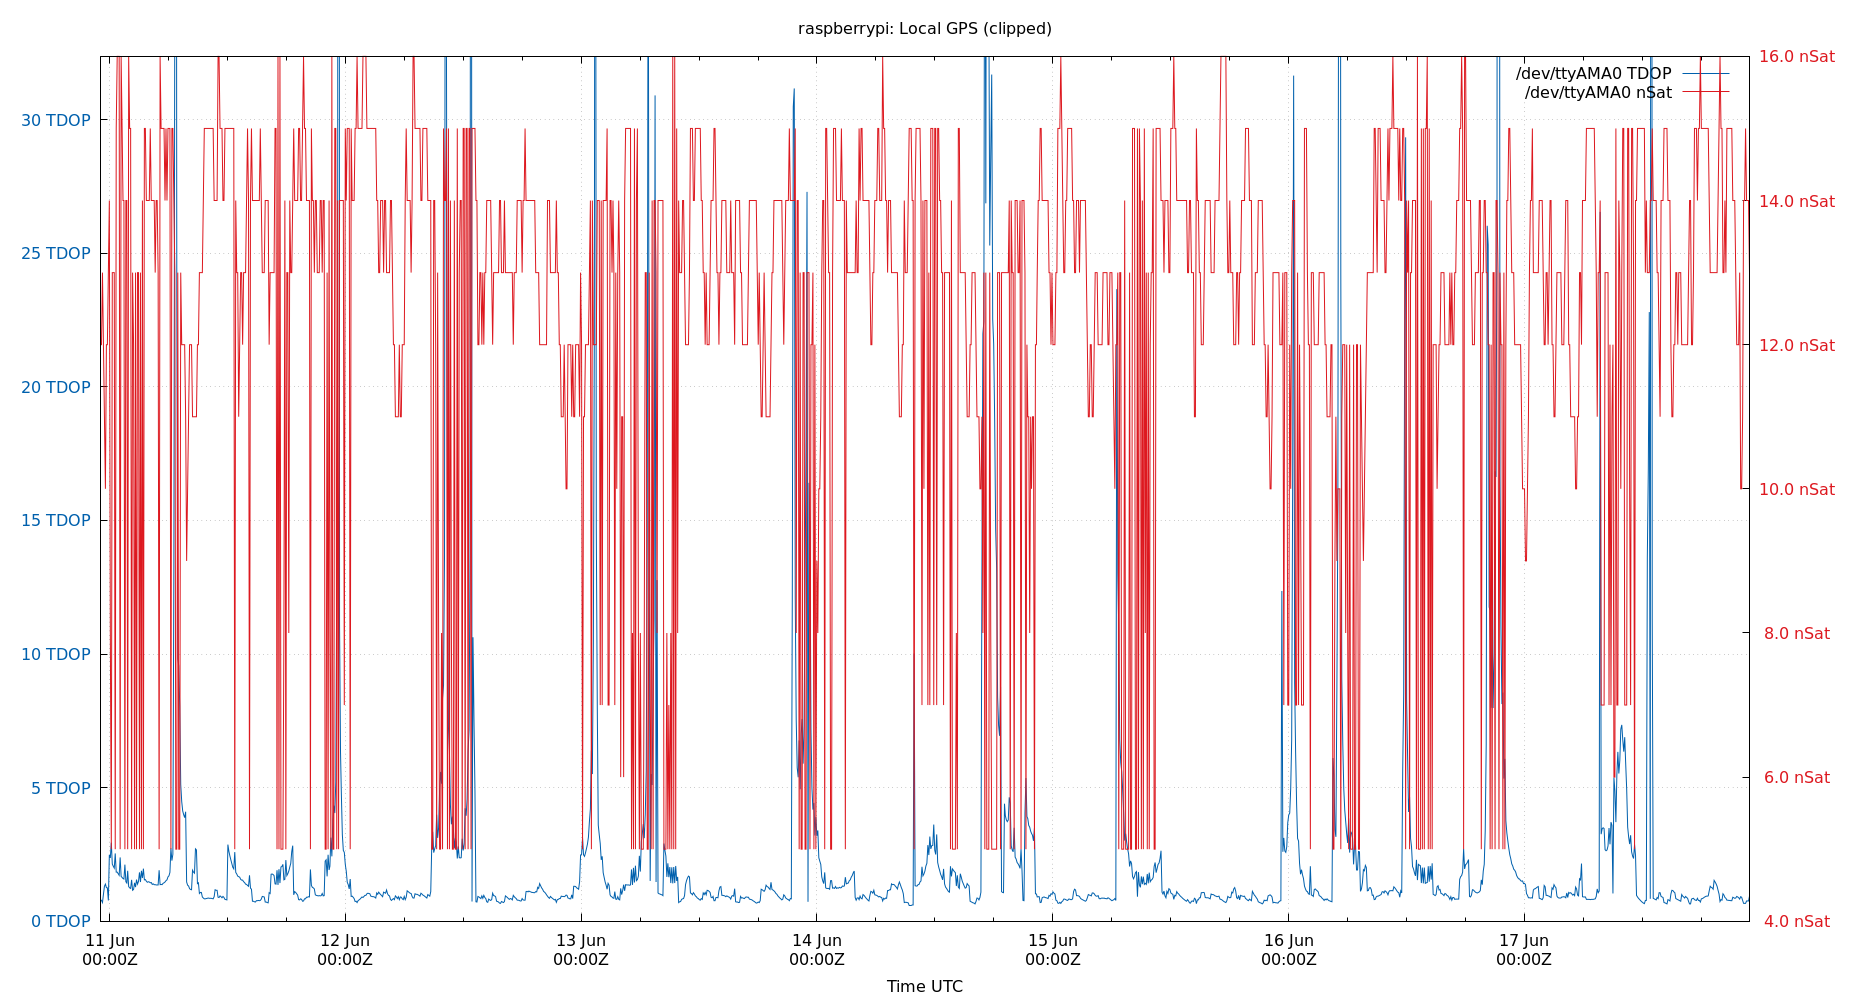 raspberrypi: Local GPS (clipped)
/dev/ttyAMA0 TDOP
/dev/ttyAMA0 nSat
30 TDOP
25 TDOP
20 TDOP
15 TDOP
10 TDOP
5 TDOP
0 TDOP
16.0 nSat
14.0 nSat
12.0 nSat
10.0 nSat
8.0 nSat
6.0 nSat
4.0 nSat
11 Jun
00:00Z
12 Jun
00:00Z
13 Jun
00:00Z
14 Jun
00:00Z
15 Jun
00:00Z
16 Jun
00:00Z
17 Jun
00:00Z
Time UTC